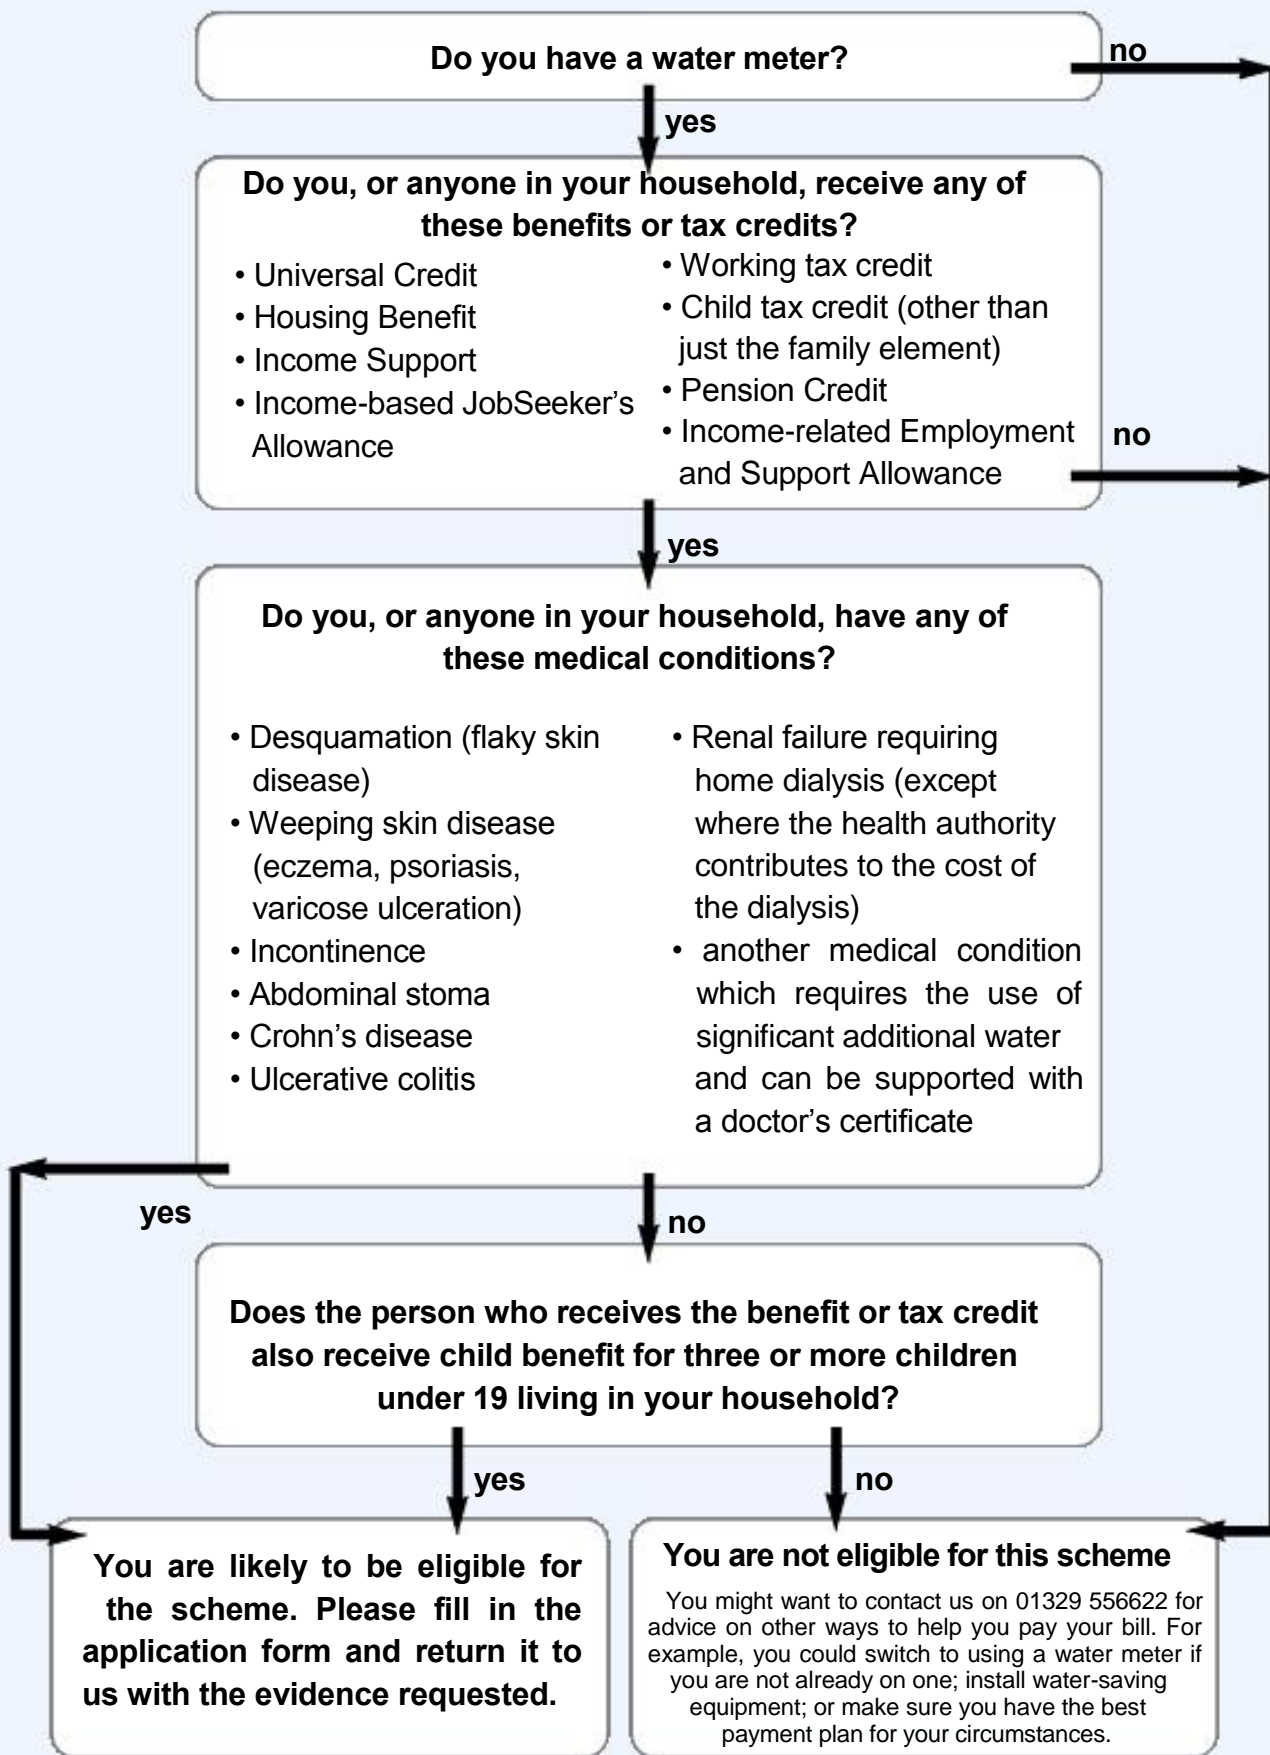 Do you have a water meter?
no
yes
Do you, or anyone in your household, receive any of
these benefits or tax credits?
• Universal Credit
• Housing Benefit
• Income Support
• Income-based JobSeeker's
Allowance
• Working tax credit
• Child tax credit (other than
just the family element)
• Pension Credit
• Income-related Employment
and Support Allowance
no
yes
Do you, or anyone in your household, have any of
these medical conditions?
• Desquamation (flaky skin
disease)
• Weeping skin disease
(eczema, psoriasis,
varicose ulceration)
• Incontinence
• Abdominal stoma
• Crohn's disease
• Ulcerative colitis
• Renal failure requiring
home dialysis (except
where the health authority
contributes to the cost of
the dialysis)
• another medical condition
which requires the use of
significant additional water
and can be supported with
a doctor's certificate
yes
no
Does the person who receives the benefit or tax credit
also receive child benefit for three or more children
under 19 living in your household?
yes
no
You are likely to be eligible for
the scheme. Please fill in the
application form and return it to
us with the evidence requested.
You are not eligible for this scheme
You might want to contact us on 01329 556622 for
advice on other ways to help you pay your bill. For
example, you could switch to using a water meter if
you are not already on one; install water-saving
equipment; or make sure you have the best
payment plan for your circumstances.